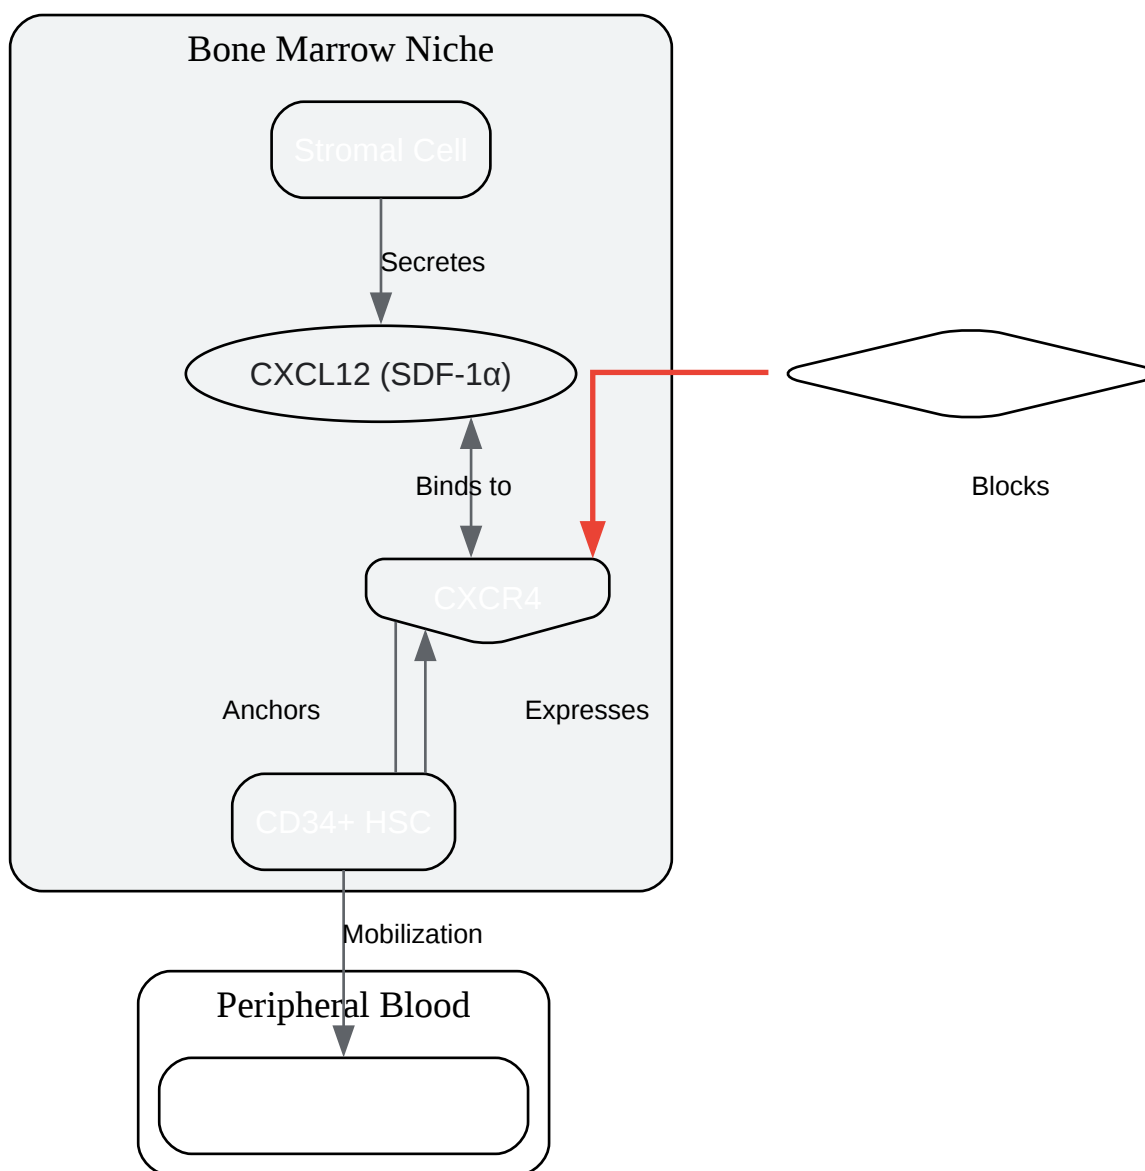 Bone Marrow Niche
Stromal Cell
Secretes
CXCL12 (SDF-1α)
Binds to
Blocks
CXCR4
Anchors
Expresses
CD34+ HSC
Mobilization
Peripheral Blood